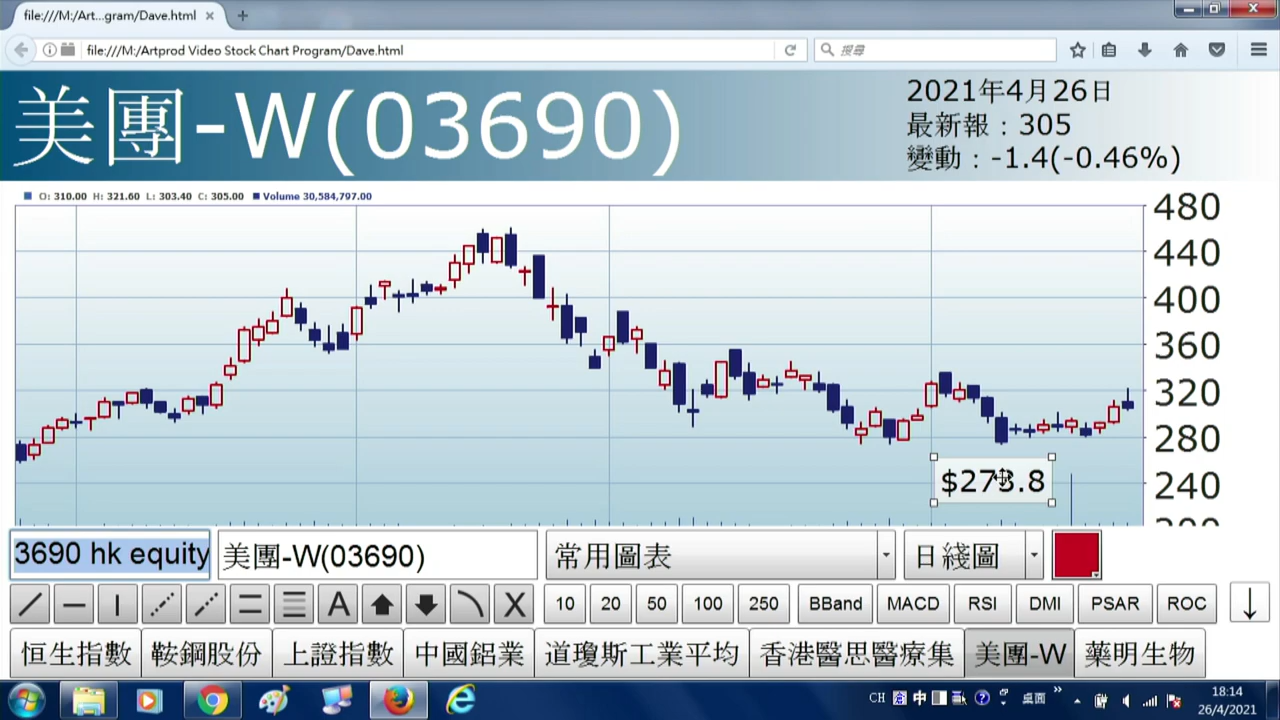 file:///M:/Art...gram/Dave.html
file:///M:/Artprod Video Stock Chart Program/Dave.html
搜尋
美團-W(03690)
2021年4月26日
最新報：305
變動：-1.4(-0.46%)
O: 310.00 H: 321.60 L: 303.40 C: 305.00 Volume 30,584,797.00
480
440
400
360
320
280
240
200
$273.8
3690 hk equity 美團-W(03690) 常用圖表 日綫圖
A X 10 20 50 100 250 BBand MACD RSI DMI PSAR ROC
恒生指數 鞍鋼股份 上證指數 中國鋁業 道瓊斯工業平均 香港醫思醫療集 美團-W 藥明生物
CH 中 桌面 18:14
26/4/2021